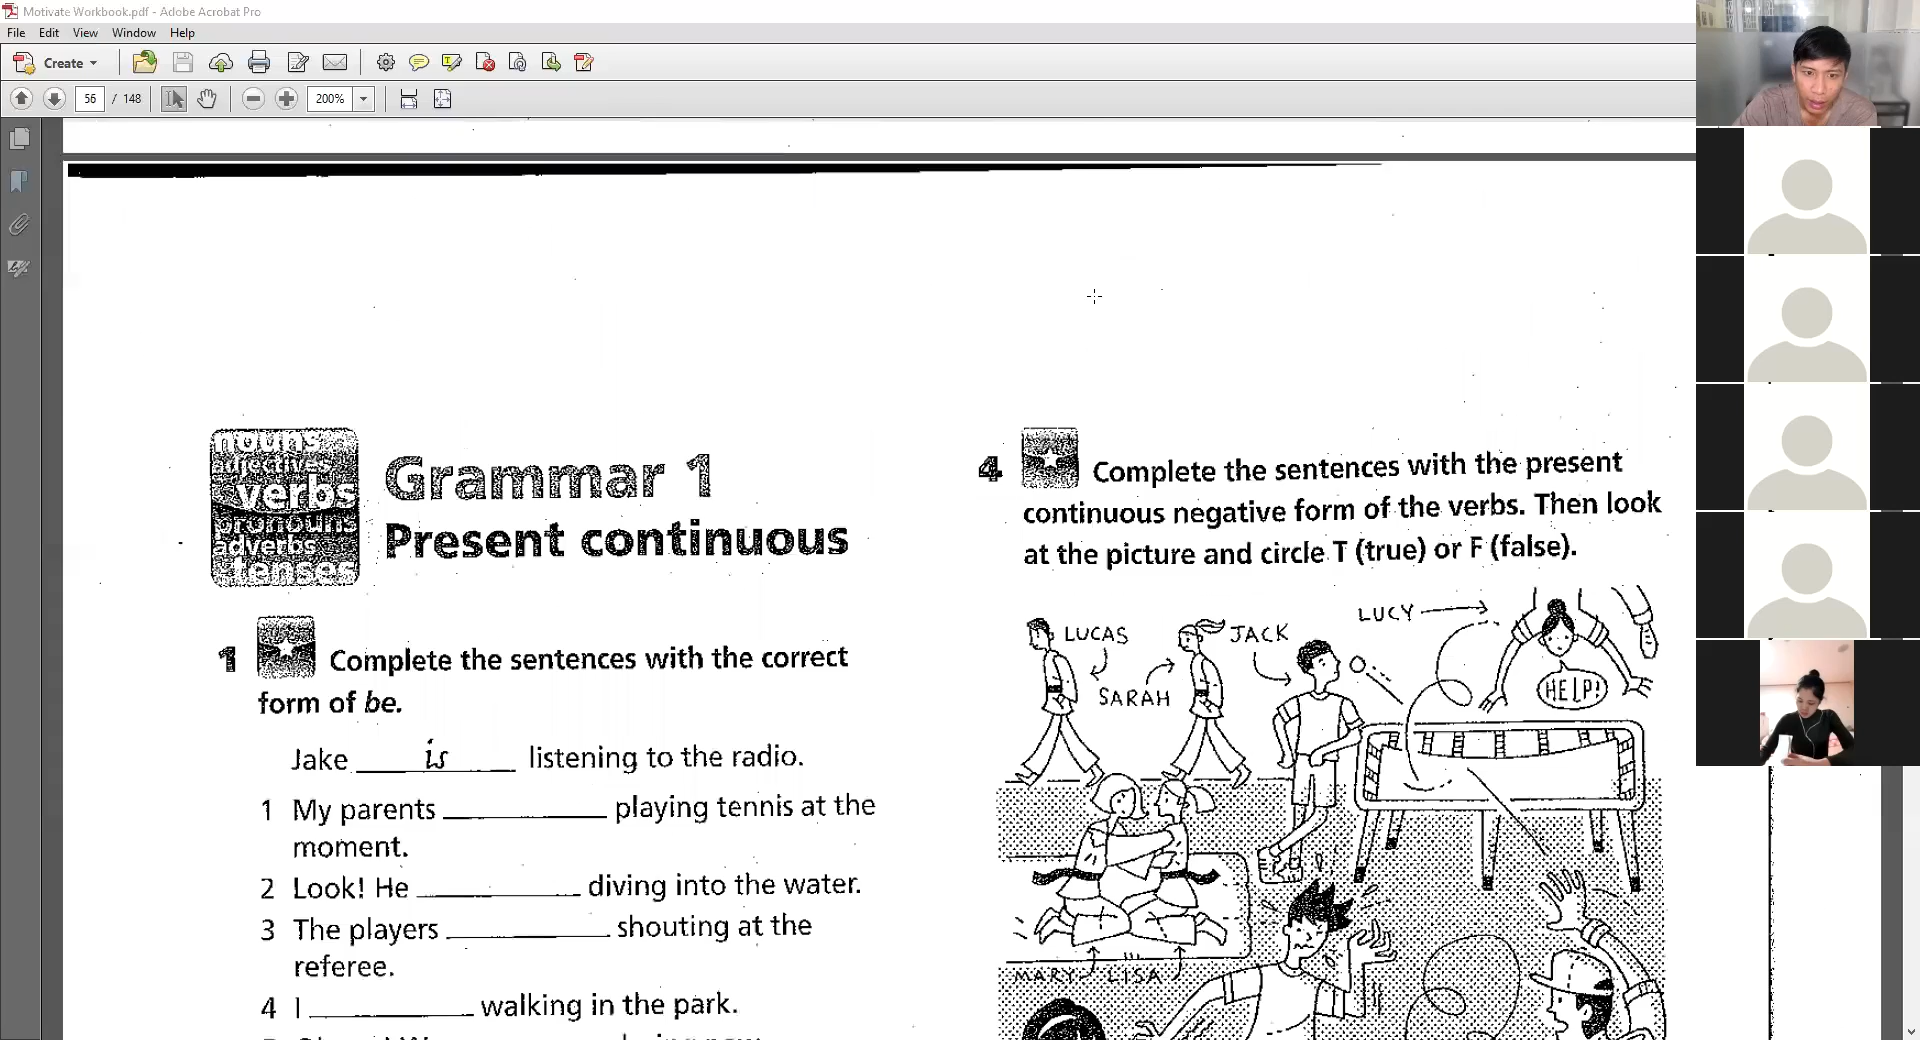 Motivate Workbook.pdf - Adobe Acrobat Pro
File Edit View Window Help
Create
56 / 148 200%
nouns
adjectives
verbs
pronouns
adverbs
tenses
Grammar 1
Present continuous
1 Complete the sentences with the correct
form of be.
Jake is listening to the radio.
1 My parents ____________ playing tennis at the
moment.
2 Look! He ____________ diving into the water.
3 The players ____________ shouting at the
referee.
4 I ____________ walking in the park.
4 Complete the sentences with the present
continuous negative form of the verbs. Then look
at the picture and circle T (true) or F (false).
LUCAS
SARAH
JACK
LUCY
HELP!
MARY LISA